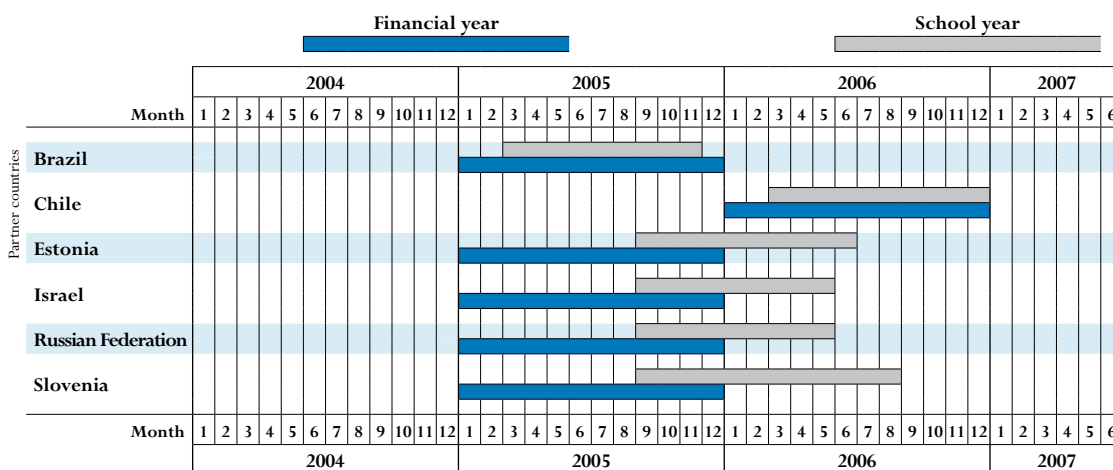 Financial year School year
2004 2005 2006 2007
Month 1 2 3 4 5 6 7 8 9 10 11 12 1 2 3 4 5 6 7 8 9 10 11 12 1 2 3 4 5 6 7 8 9 10 11 12 1 2 3 4 5 6
Partner countries
Brazil
Chile
Estonia
Israel
Russian Federation
Slovenia
Month 1 2 3 4 5 6 7 8 9 10 11 12 1 2 3 4 5 6 7 8 9 10 11 12 1 2 3 4 5 6 7 8 9 10 11 12 1 2 3 4 5 6
2004 2005 2006 2007